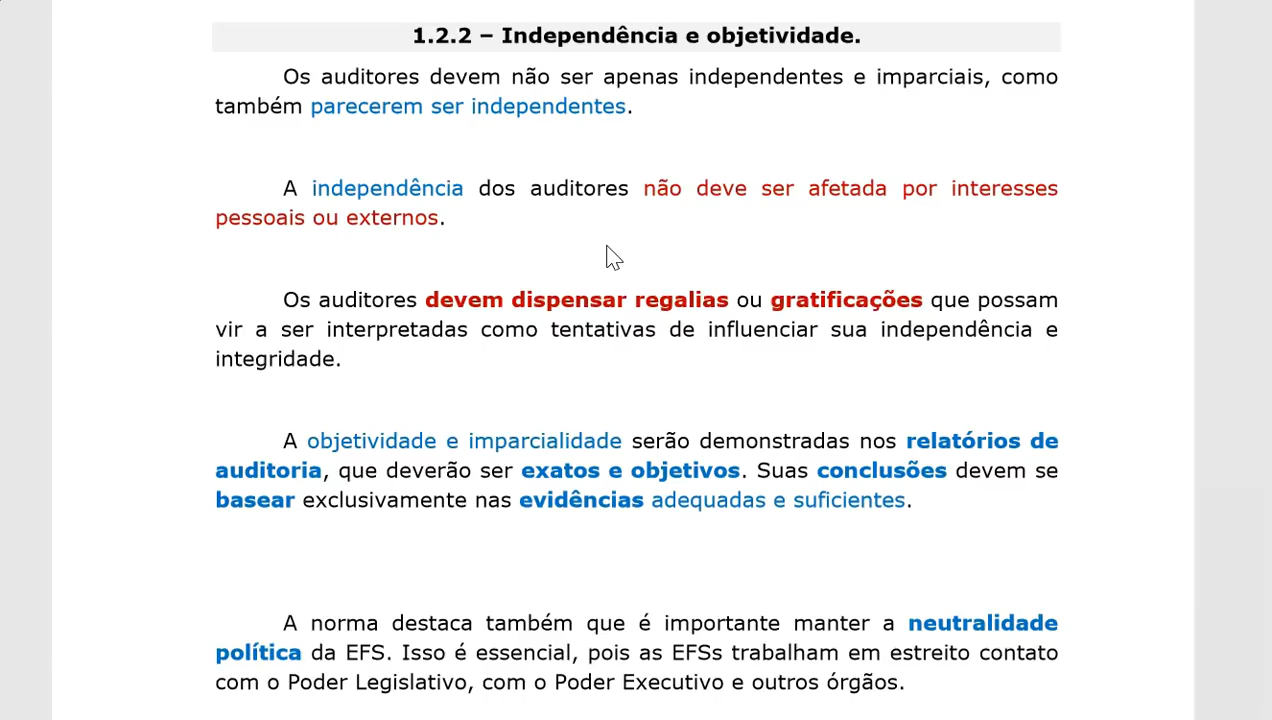 1.2.2 – Independência e objetividade.
Os auditores devem não ser apenas independentes e imparciais, como
também parecerem ser independentes.
A independência dos auditores não deve ser afetada por interesses
pessoais ou externos.
Os auditores devem dispensar regalias ou gratificações que possam
vir a ser interpretadas como tentativas de influenciar sua independência e
integridade.
A objetividade e imparcialidade serão demonstradas nos relatórios de
auditoria, que deverão ser exatos e objetivos. Suas conclusões devem se
basear exclusivamente nas evidências adequadas e suficientes.
A norma destaca também que é importante manter a neutralidade
política da EFS. Isso é essencial, pois as EFSs trabalham em estreito contato
com o Poder Legislativo, com o Poder Executivo e outros órgãos.